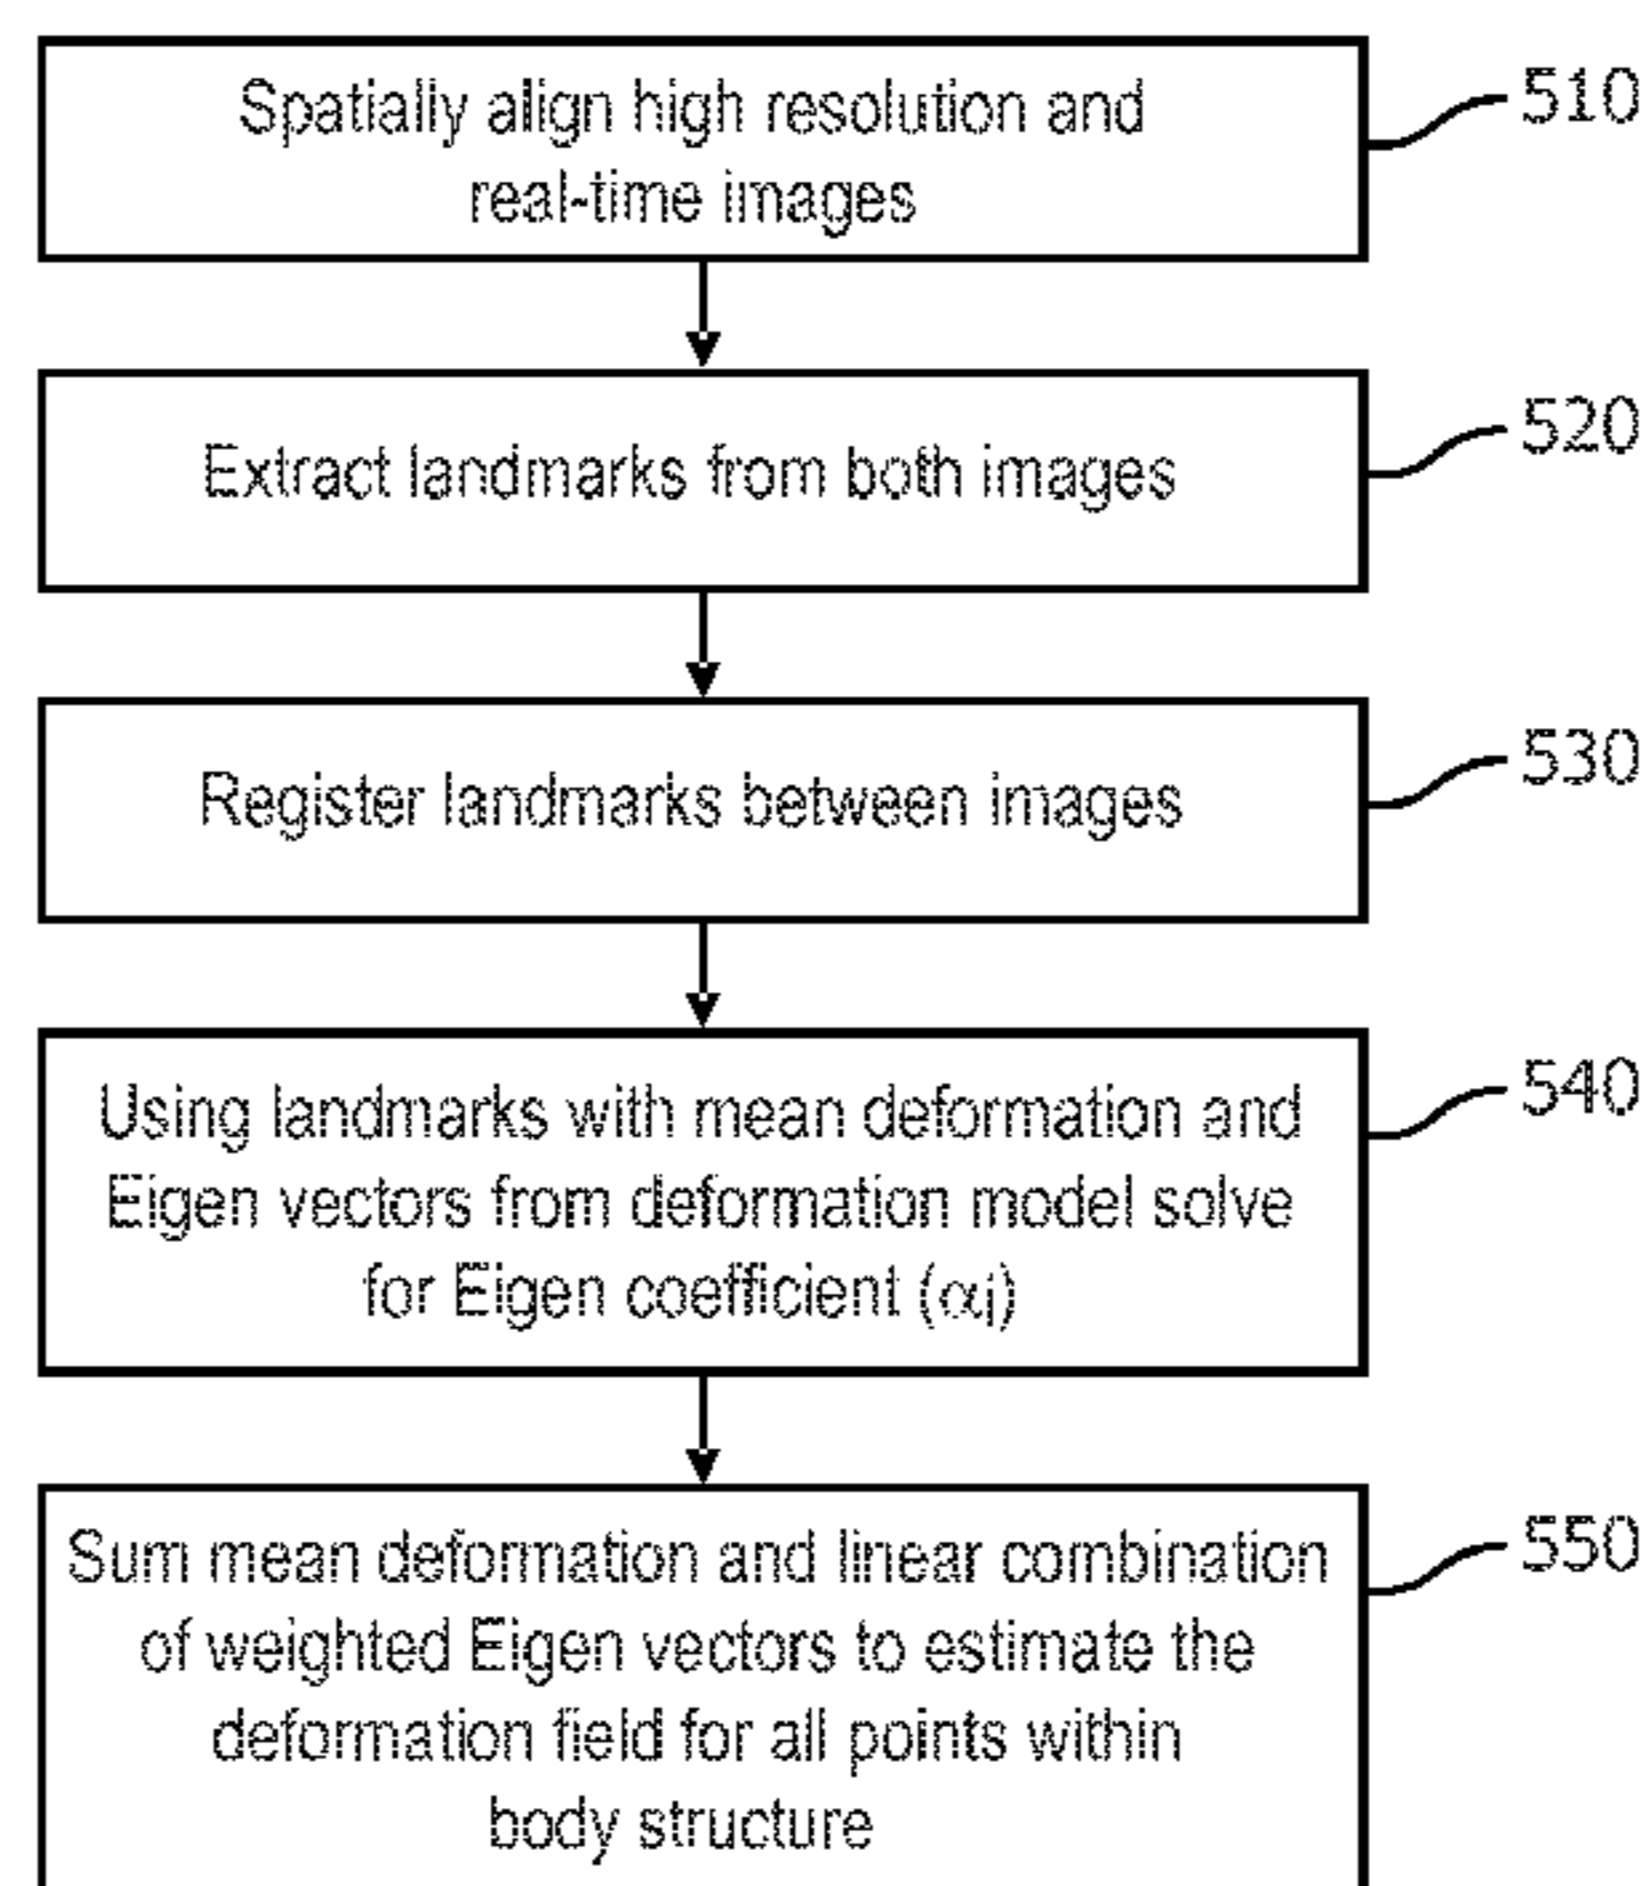 Spatially align high resolution and
real-time images
510
Extract landmarks from both images
520
Register landmarks between images
530
Using landmarks with mean deformation and
Eigen vectors from deformation model solve
for Eigen coefficient (αi)
540
Sum mean deformation and linear combination
of weighted Eigen vectors to estimate the
deformation field for all points within
body structure
550